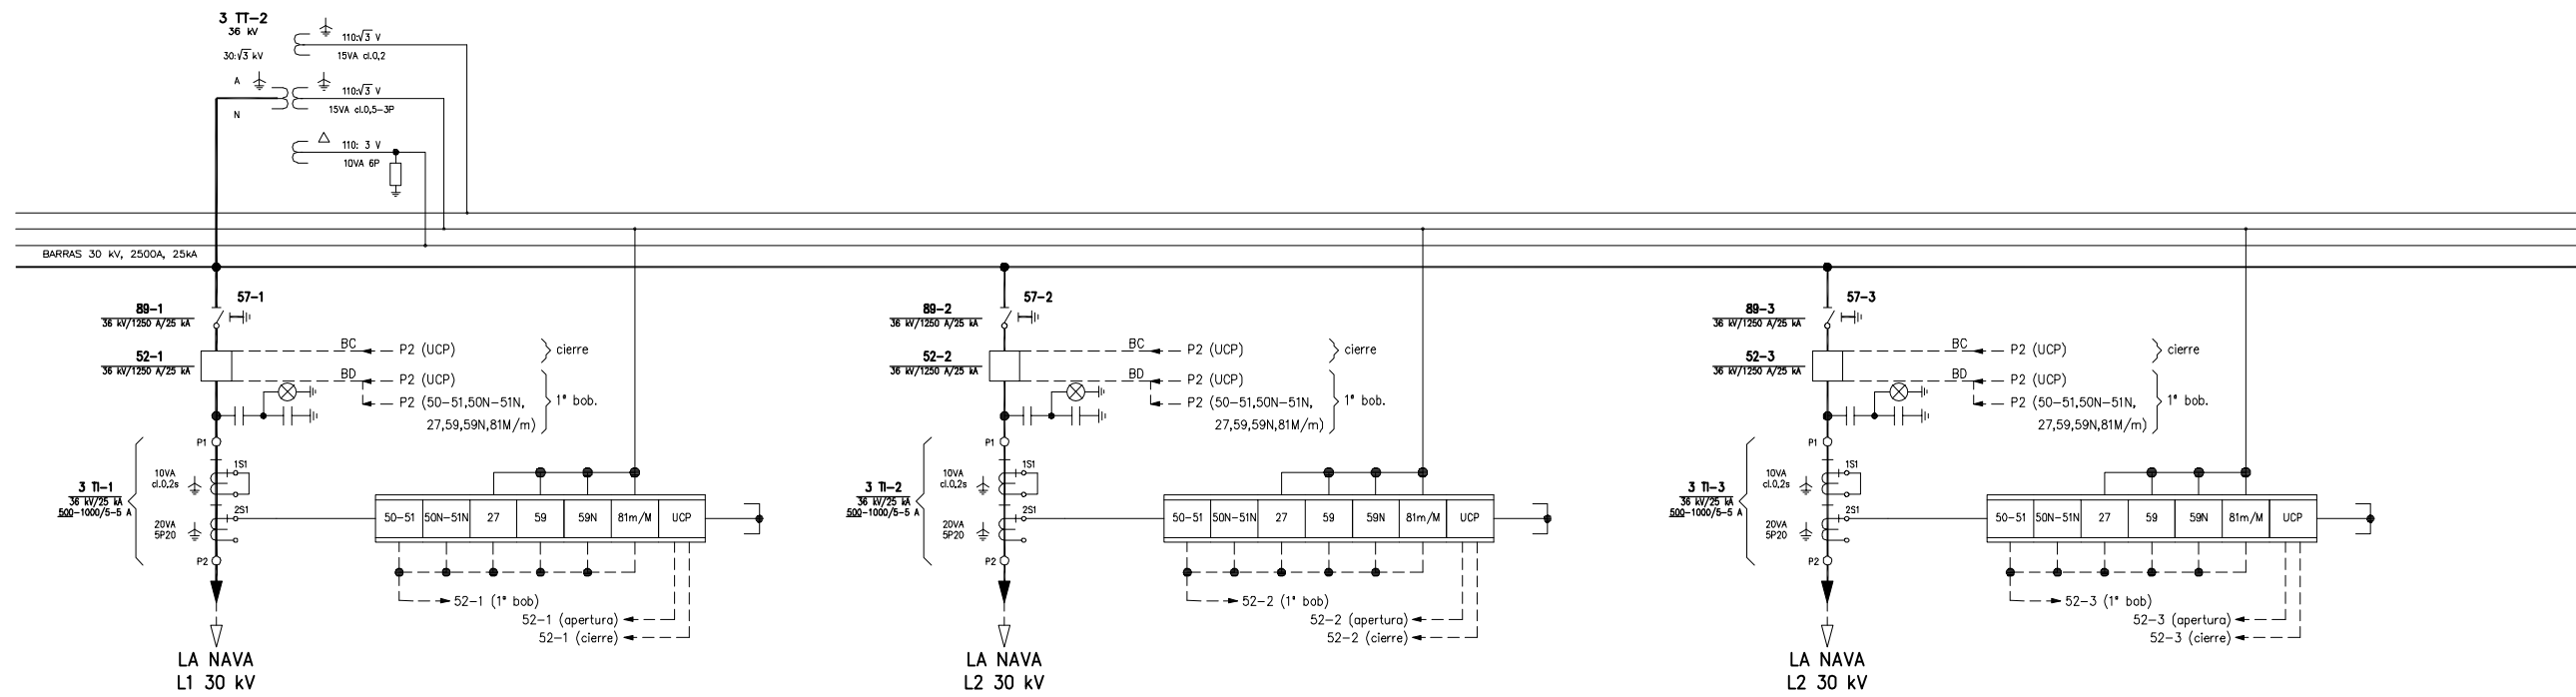 3 TT-2
36 kV
30:√3 kV
A
N
110:√3 V
15VA cl.0,2
110:√3 V
15VA cl.0,5-3P
110: 3 V
10VA 6P
BARRAS 30 kV, 2500A, 25kA
57-1
89-1
36 kV/1250 A/25 kA
52-1
36 kV/1250 A/25 kA
BC
P2 (UCP)
cierre
BD
P2 (UCP)
P2 (50-51,50N-51N,
27,59,59N,81M/m)
1ª bob.
P1
3 TI-1
36 kV/25 kA
500-1000/5-5 A
10VA
cl.0,2s
1S1
20VA
5P20
2S1
P2
50-51
50N-51N
27
59
59N
81m/M
UCP
52-1 (1ª bob)
52-1 (apertura)
52-1 (cierre)
LA NAVA
L1 30 kV
57-2
89-2
36 kV/1250 A/25 kA
52-2
36 kV/1250 A/25 kA
BC
P2 (UCP)
cierre
BD
P2 (UCP)
P2 (50-51,50N-51N,
27,59,59N,81M/m)
1ª bob.
P1
3 TI-2
36 kV/25 kA
500-1000/5-5 A
10VA
cl.0,2s
1S1
20VA
5P20
2S1
P2
50-51
50N-51N
27
59
59N
81m/M
UCP
52-2 (1ª bob)
52-2 (apertura)
52-2 (cierre)
LA NAVA
L2 30 kV
57-3
89-3
36 kV/1250 A/25 kA
52-3
36 kV/1250 A/25 kA
BC
P2 (UCP)
cierre
BD
P2 (UCP)
P2 (50-51,50N-51N,
27,59,59N,81M/m)
1ª bob.
P1
3 TI-3
36 kV/25 kA
500-1000/5-5 A
10VA
cl.0,2s
1S1
20VA
5P20
2S1
P2
50-51
50N-51N
27
59
59N
81m/M
UCP
52-3 (1ª bob)
52-3 (apertura)
52-3 (cierre)
LA NAVA
L2 30 kV